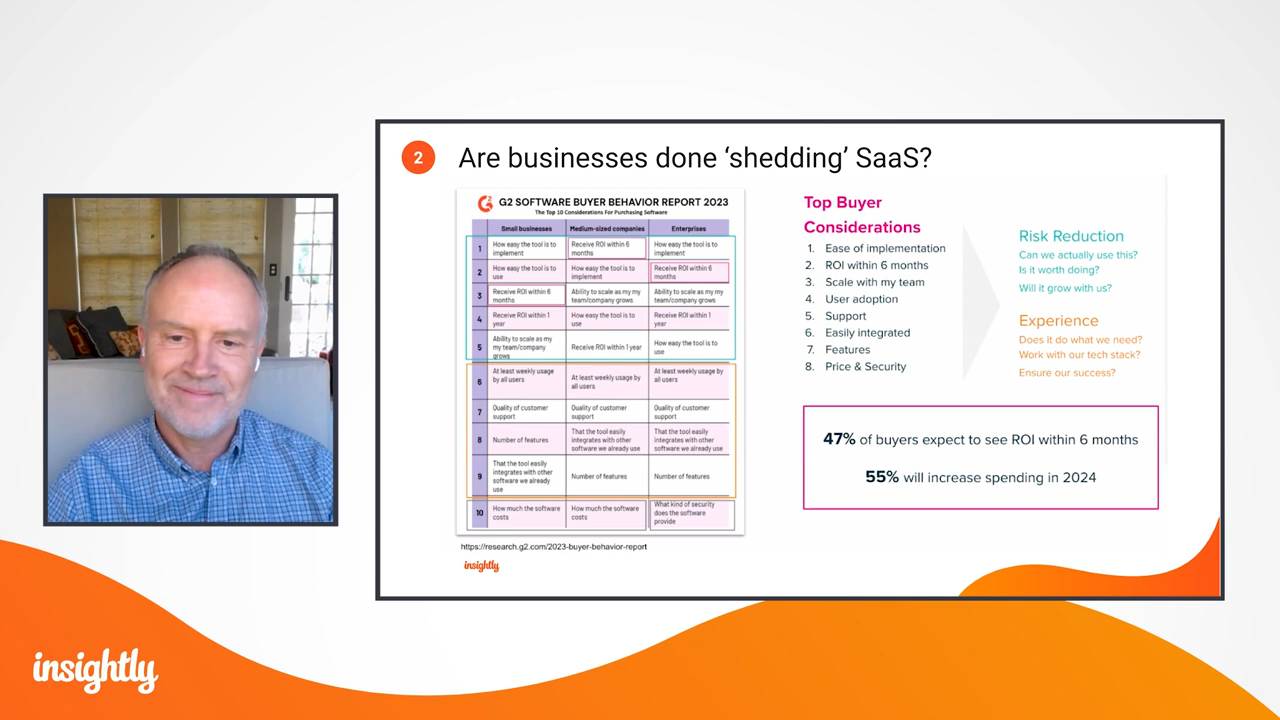 2
Are businesses done ‘shedding’ SaaS?
G2 SOFTWARE BUYER BEHAVIOR REPORT 2023
The Top 10 Considerations For Purchasing Software
Small businesses
Medium-sized companies
Enterprises
1
How easy the tool is to
implement
Receive ROI within 6
months
How easy the tool is to
implement
2
How easy the tool is to
use
How easy the tool is to
implement
Receive ROI within 6
months
3
Receive ROI within 6
months
Ability to scale as my my
team/company grows
Ability to scale as my my
team/company grows
4
Receive ROI within 1
year
How easy the tool is to
use
Receive ROI within 1
year
5
Ability to scale as my
my team/company
grows
Receive ROI within 1 year
How easy the tool is to
use
6
At least weekly usage
by all users
At least weekly usage by
all users
At least weekly usage by
all users
7
Quality of customer
support
Quality of customer
support
Quality of customer
support
8
Number of features
That the tool easily
integrates with other
software we already use
That the tool easily
integrates with other
software we already use
9
That the tool easily
integrates with other
software we already
use
Number of features
Number of features
10
How much the software
costs
How much the software
costs
What kind of security
does the software
provide
https://research.g2.com/2023-buyer-behavior-report
insightly
Top Buyer
Considerations
1. Ease of implementation
2. ROI within 6 months
3. Scale with my team
4. User adoption
5. Support
6. Easily integrated
7. Features
8. Price & Security
Risk Reduction
Can we actually use this?
Is it worth doing?
Will it grow with us?
Experience
Does it do what we need?
Work with our tech stack?
Ensure our success?
47% of buyers expect to see ROI within 6 months
55% will increase spending in 2024
insightly